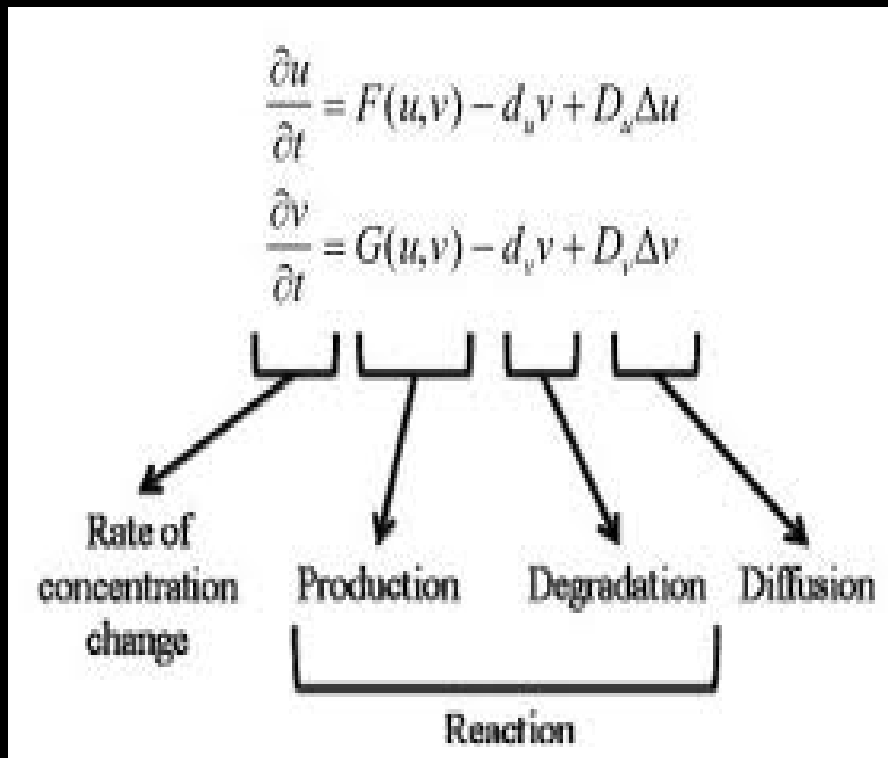 ∂u/∂t = F(u,v) − d_u v + D_u Δu
∂v/∂t = G(u,v) − d_v v + D_v Δv
Rate of
concentration
change
Production
Degradation
Diffusion
Reaction